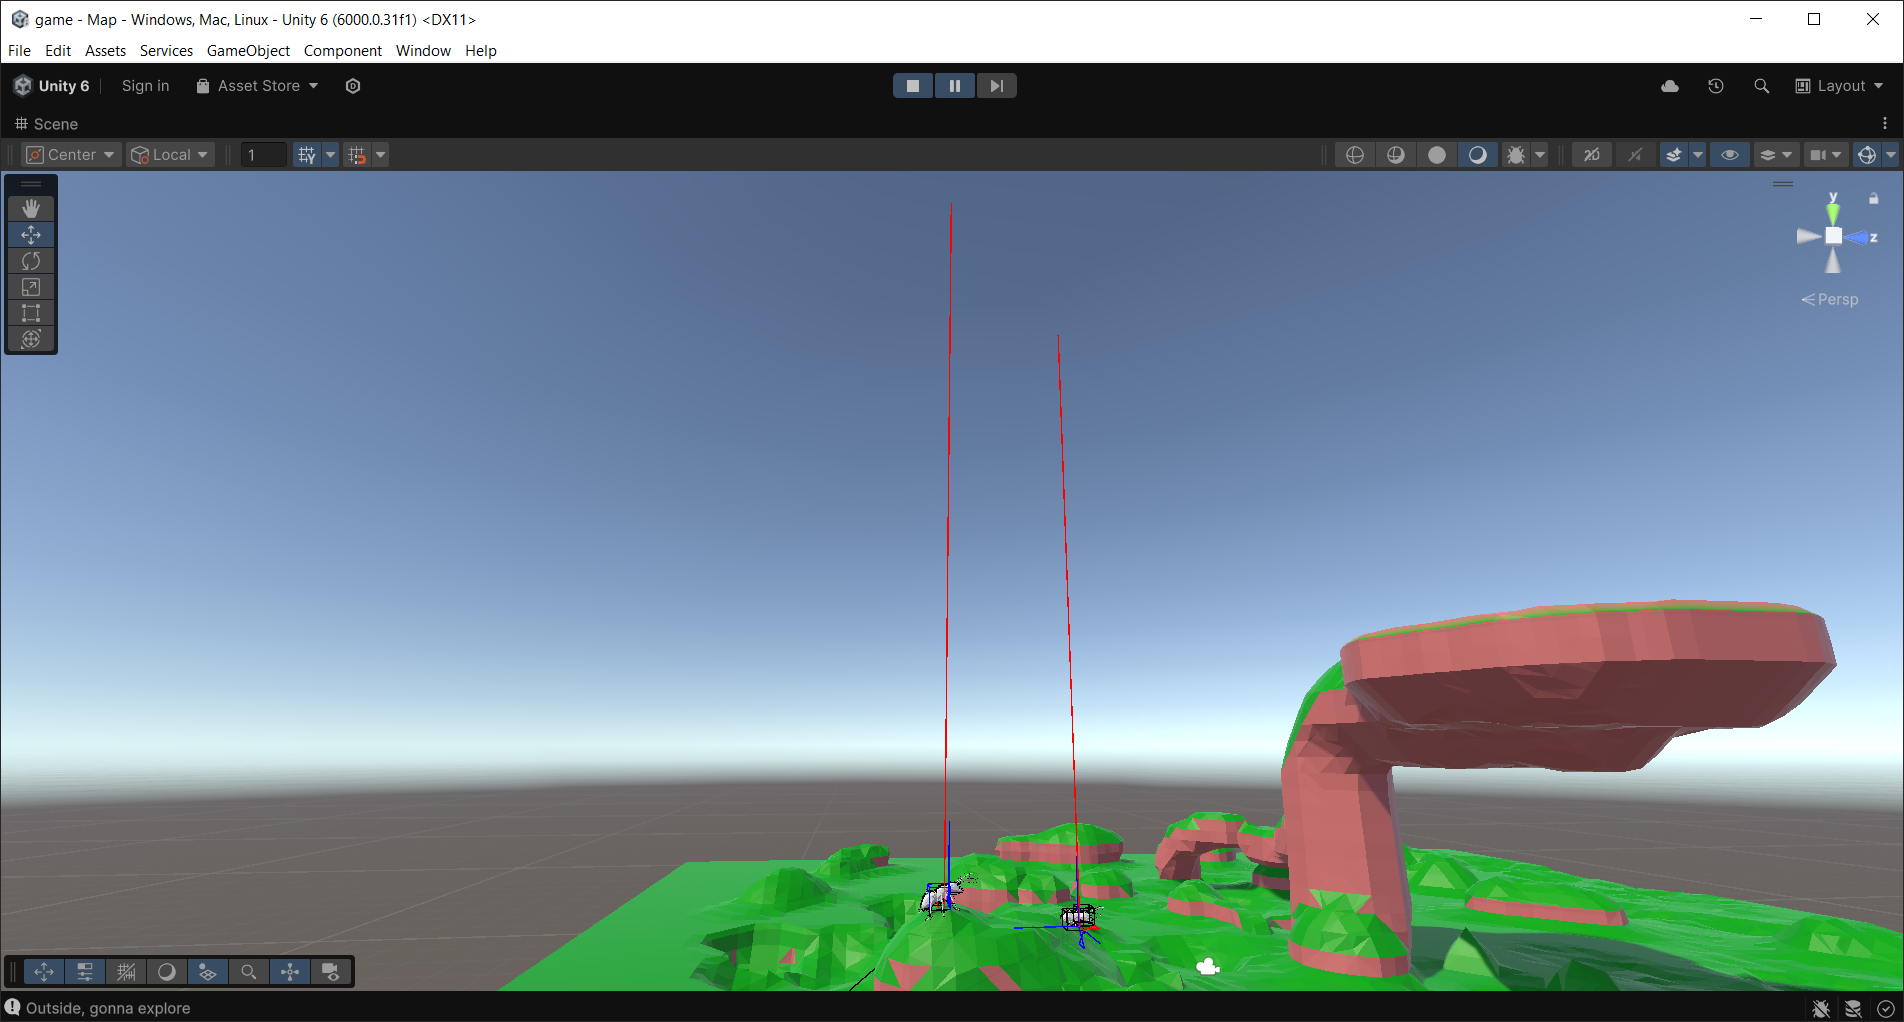 game - Map - Windows, Mac, Linux - Unity 6 (6000.0.31f1) <DX11>
File Edit Assets Services GameObject Component Window Help
Unity 6 Sign in Asset Store Layout
Scene
Center Local 1 2D
y
z
Persp
Outside, gonna explore